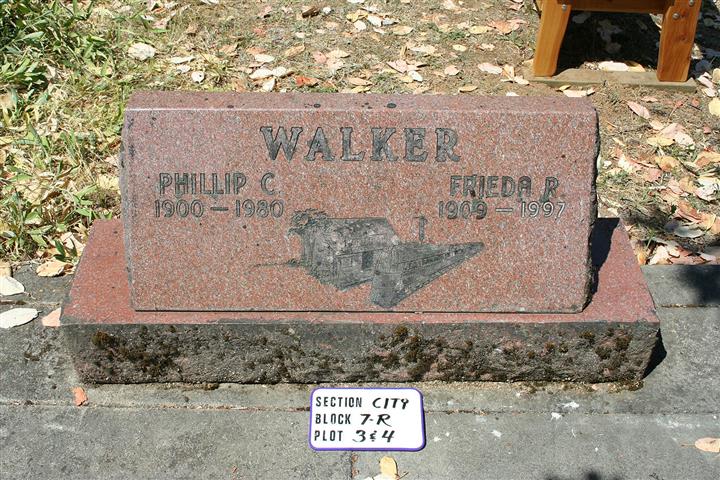 WALKER
PHILLIP C. FRIEDA R.
1900 — 1980 1909 — 1997
SECTION CITY
BLOCK 7-R
PLOT 3&4